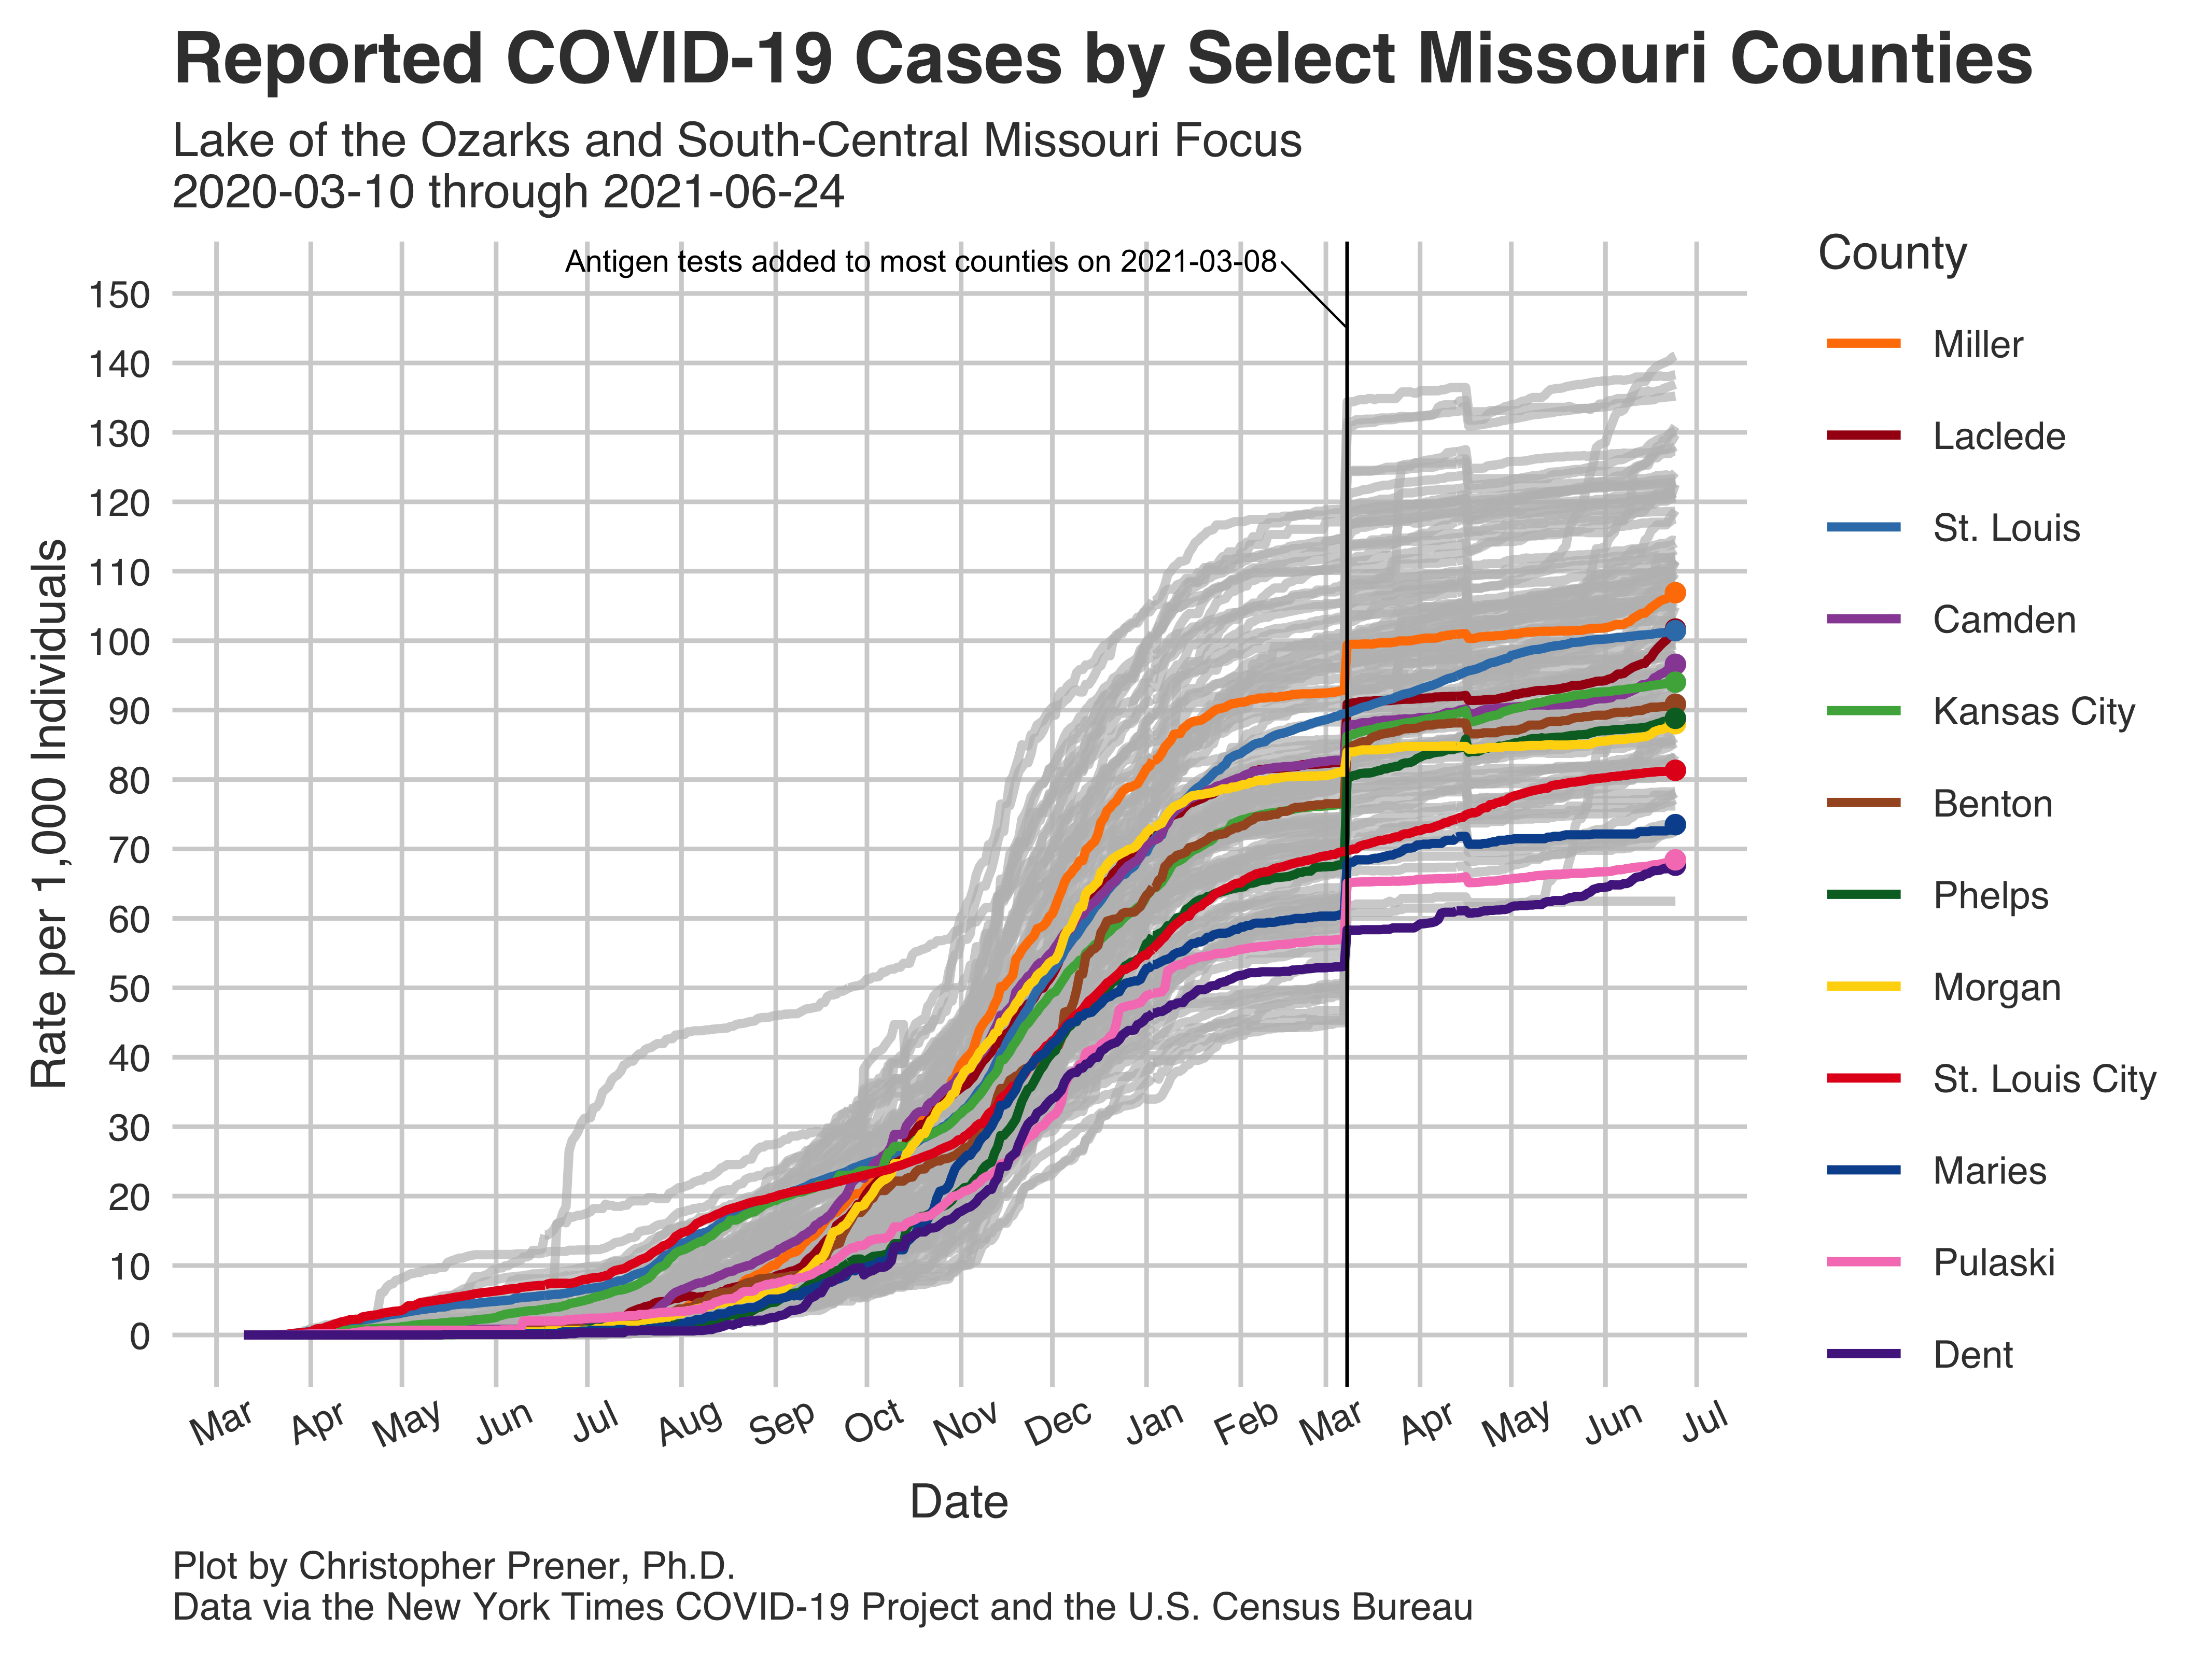 Reported COVID-19 Cases by Select Missouri Counties
Lake of the Ozarks and South-Central Missouri Focus
2020-03-10 through 2021-06-24
Antigen tests added to most counties on 2021-03-08
Rate per 1,000 Individuals
150
140
130
120
110
100
90
80
70
60
50
40
30
20
10
0
Mar Apr May Jun Jul Aug Sep Oct Nov Dec Jan Feb Mar Apr May Jun Jul
Date
County
Miller
Laclede
St. Louis
Camden
Kansas City
Benton
Phelps
Morgan
St. Louis City
Maries
Pulaski
Dent
Plot by Christopher Prener, Ph.D.
Data via the New York Times COVID-19 Project and the U.S. Census Bureau